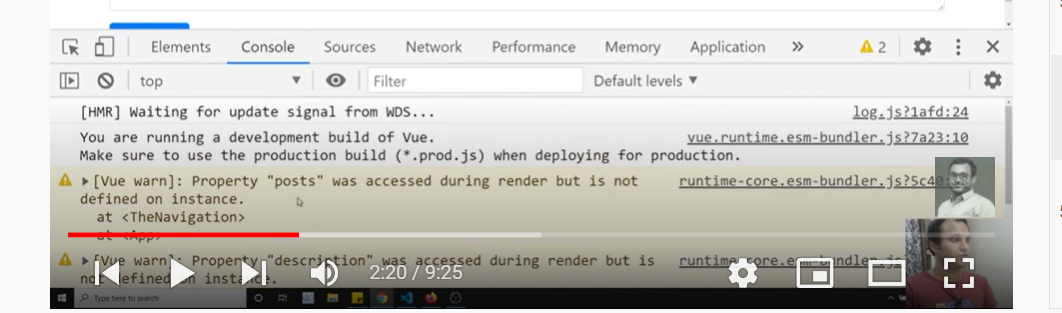 Elements Console Sources Network Performance Memory Application » 2
top Filter Default levels ▼
[HMR] Waiting for update signal from WDS... log.js?1afd:24
You are running a development build of Vue. vue.runtime.esm-bundler.js?7a23:10
Make sure to use the production build (*.prod.js) when deploying for production.
[Vue warn]: Property "posts" was accessed during render but is not runtime-core.esm-bundler.js?5c40
defined on instance.
at <TheNavigation>
at <App>
[Vue warn]: Property "description" was accessed during render but is runtime-core.esm-bundler.js
not defined on instance.
2:20 / 9:25
Type here to search